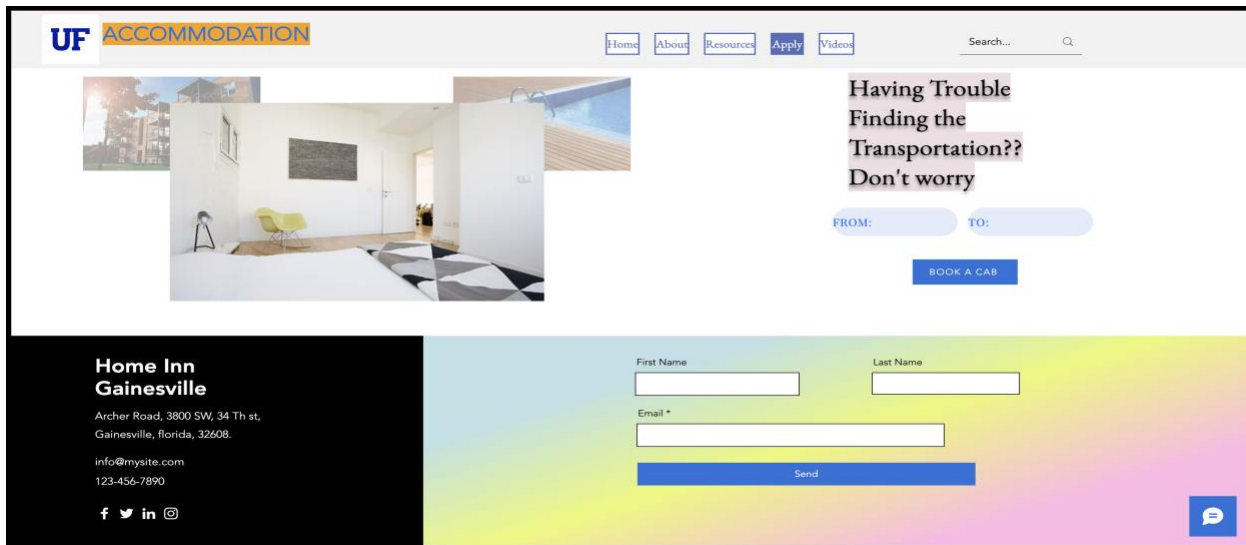 UF
ACCOMMODATION
Home About Resources Apply Videos
Search...
Having Trouble
Finding the
Transportation??
Don't worry
FROM: TO:
BOOK A CAB
Home Inn
Gainesville
Archer Road, 3800 SW, 34 Th st,
Gainesville, florida, 32608.
info@mysite.com
123-456-7890
First Name Last Name
Email *
Send